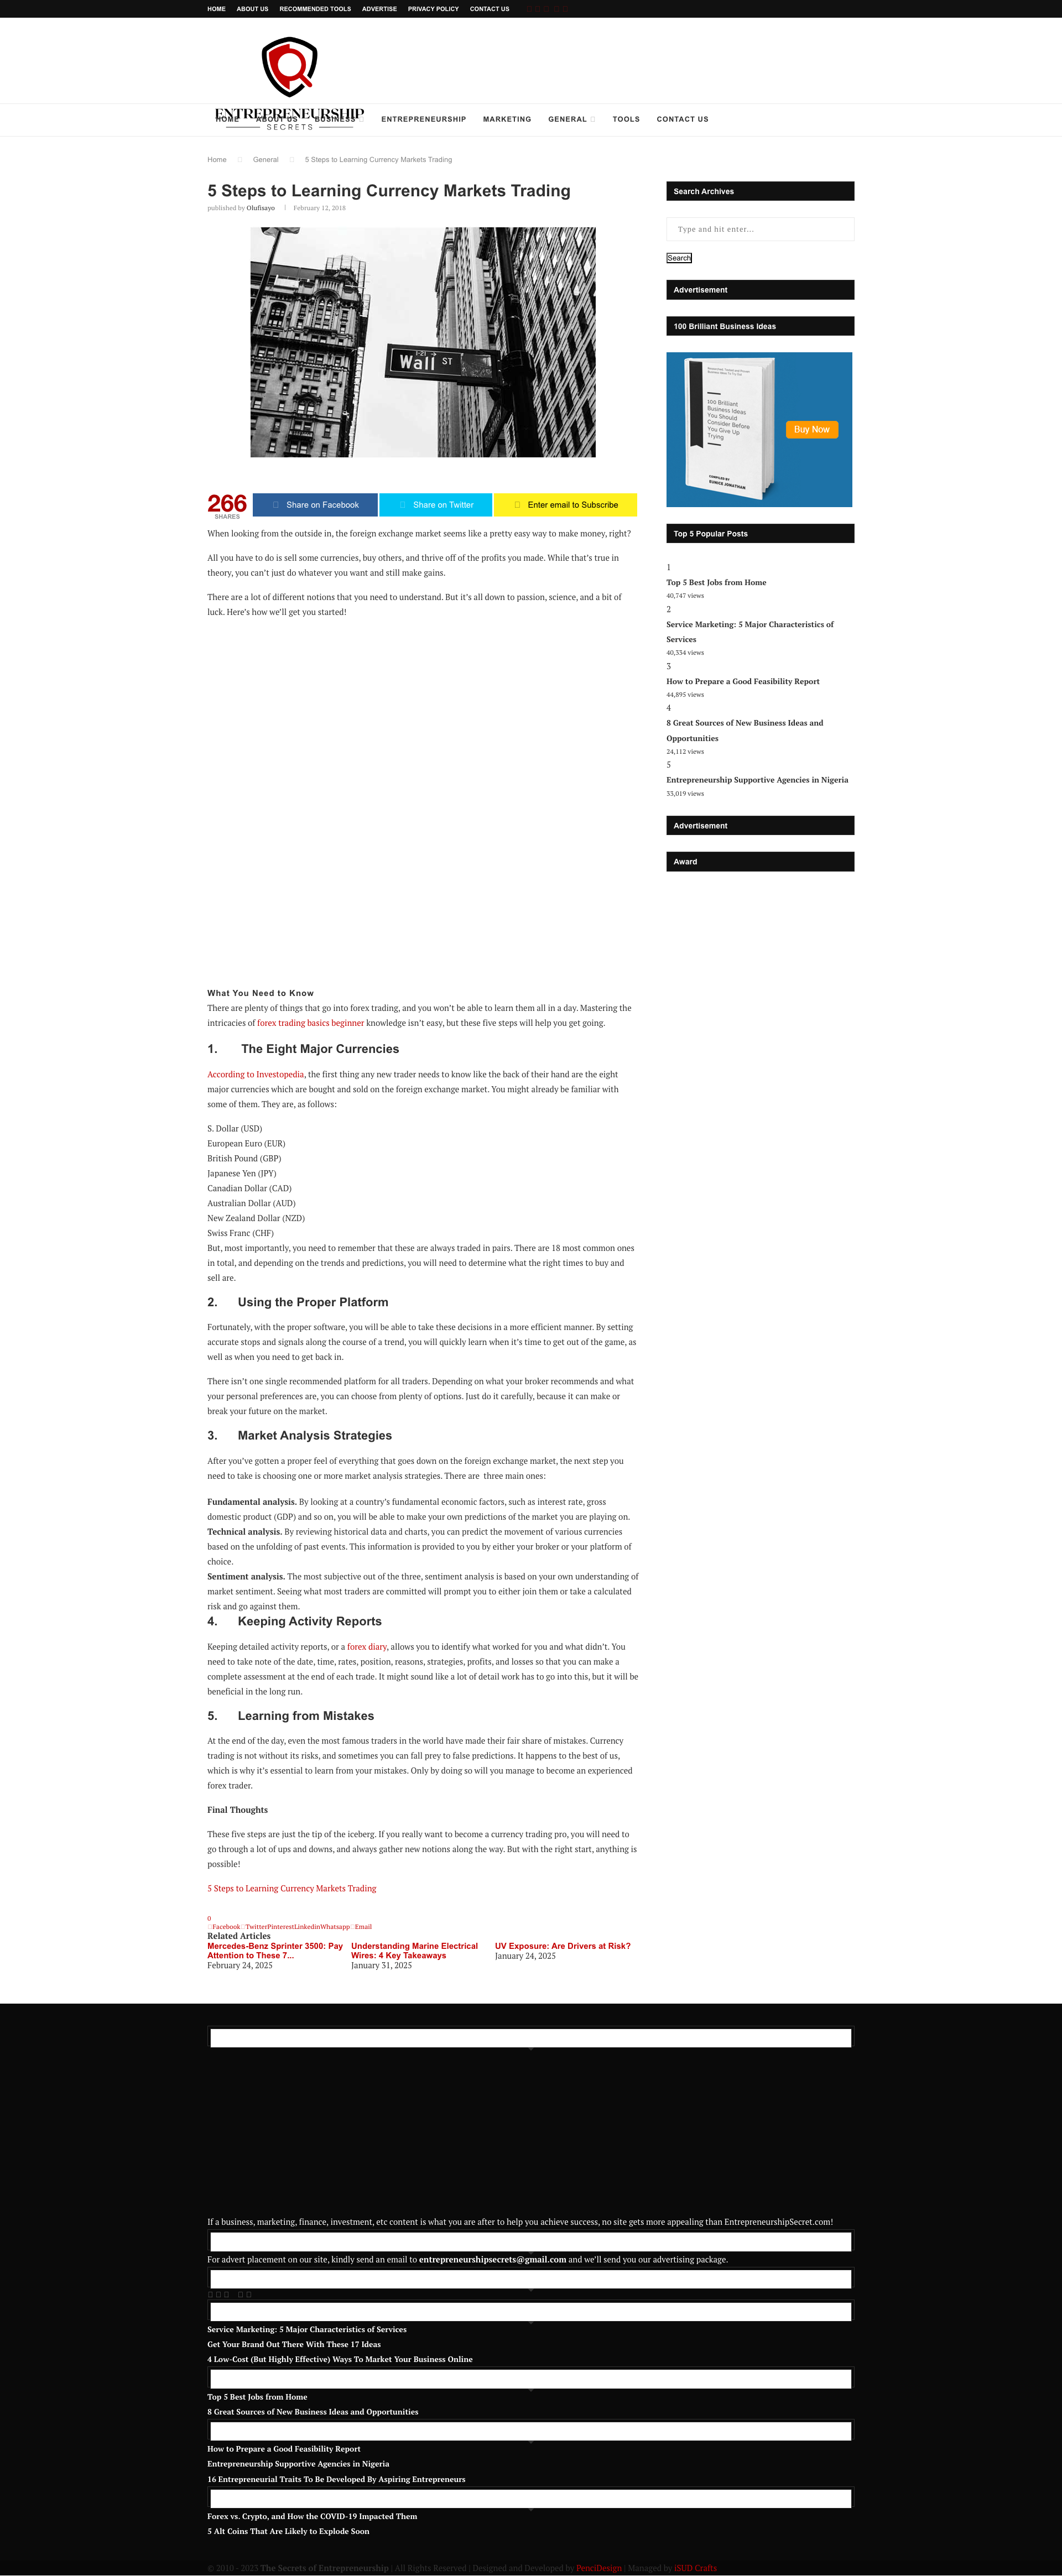 HOME ABOUT US RECOMMENDED TOOLS ADVERTISE PRIVACY POLICY CONTACT US
ENTREPRENEURSHIP
SECRETS
HOME ABOUT US BUSINESS ENTREPRENEURSHIP MARKETING GENERAL TOOLS CONTACT US
Home General 5 Steps to Learning Currency Markets Trading
5 Steps to Learning Currency Markets Trading
published by Olufisayo February 12, 2018
1-21
Wall ST
266
SHARES
Share on Facebook
Share on Twitter
Enter email to Subscribe
When looking from the outside in, the foreign exchange market seems like a pretty easy way to make money, right?
All you have to do is sell some currencies, buy others, and thrive off of the profits you made. While that’s true in
theory, you can’t just do whatever you want and still make gains.
There are a lot of different notions that you need to understand. But it’s all down to passion, science, and a bit of
luck. Here’s how we’ll get you started!
What You Need to Know
There are plenty of things that go into forex trading, and you won’t be able to learn them all in a day. Mastering the
intricacies of forex trading basics beginner knowledge isn’t easy, but these five steps will help you get going.
1. The Eight Major Currencies
According to Investopedia, the first thing any new trader needs to know like the back of their hand are the eight
major currencies which are bought and sold on the foreign exchange market. You might already be familiar with
some of them. They are, as follows:
S. Dollar (USD)
European Euro (EUR)
British Pound (GBP)
Japanese Yen (JPY)
Canadian Dollar (CAD)
Australian Dollar (AUD)
New Zealand Dollar (NZD)
Swiss Franc (CHF)
But, most importantly, you need to remember that these are always traded in pairs. There are 18 most common ones
in total, and depending on the trends and predictions, you will need to determine what the right times to buy and
sell are.
2. Using the Proper Platform
Fortunately, with the proper software, you will be able to take these decisions in a more efficient manner. By setting
accurate stops and signals along the course of a trend, you will quickly learn when it’s time to get out of the game, as
well as when you need to get back in.
There isn’t one single recommended platform for all traders. Depending on what your broker recommends and what
your personal preferences are, you can choose from plenty of options. Just do it carefully, because it can make or
break your future on the market.
3. Market Analysis Strategies
After you’ve gotten a proper feel of everything that goes down on the foreign exchange market, the next step you
need to take is choosing one or more market analysis strategies. There are three main ones:
Fundamental analysis. By looking at a country’s fundamental economic factors, such as interest rate, gross
domestic product (GDP) and so on, you will be able to make your own predictions of the market you are playing on.
Technical analysis. By reviewing historical data and charts, you can predict the movement of various currencies
based on the unfolding of past events. This information is provided to you by either your broker or your platform of
choice.
Sentiment analysis. The most subjective out of the three, sentiment analysis is based on your own understanding of
market sentiment. Seeing what most traders are committed will prompt you to either join them or take a calculated
risk and go against them.
4. Keeping Activity Reports
Keeping detailed activity reports, or a forex diary, allows you to identify what worked for you and what didn’t. You
need to take note of the date, time, rates, position, reasons, strategies, profits, and losses so that you can make a
complete assessment at the end of each trade. It might sound like a lot of detail work has to go into this, but it will be
beneficial in the long run.
5. Learning from Mistakes
At the end of the day, even the most famous traders in the world have made their fair share of mistakes. Currency
trading is not without its risks, and sometimes you can fall prey to false predictions. It happens to the best of us,
which is why it’s essential to learn from your mistakes. Only by doing so will you manage to become an experienced
forex trader.
Final Thoughts
These five steps are just the tip of the iceberg. If you really want to become a currency trading pro, you will need to
go through a lot of ups and downs, and always gather new notions along the way. But with the right start, anything is
possible!
5 Steps to Learning Currency Markets Trading
0
Facebook Twitter Pinterest Linkedin Whatsapp Email
Related Articles
Mercedes-Benz Sprinter 3500: Pay
Attention to These 7...
February 24, 2025
Understanding Marine Electrical
Wires: 4 Key Takeaways
January 31, 2025
UV Exposure: Are Drivers at Risk?
January 24, 2025
Search Archives
Type and hit enter...
Search
Advertisement
100 Brilliant Business Ideas
100 Brilliant
Business Ideas
You Should
Consider Before
You Give Up
Trying
COMPILED BY
EUNICE JONATHAN
Buy Now
Top 5 Popular Posts
1
Top 5 Best Jobs from Home
40,747 views
2
Service Marketing: 5 Major Characteristics of
Services
40,334 views
3
How to Prepare a Good Feasibility Report
44,895 views
4
8 Great Sources of New Business Ideas and
Opportunities
24,112 views
5
Entrepreneurship Supportive Agencies in Nigeria
33,019 views
Advertisement
Award
If a business, marketing, finance, investment, etc content is what you are after to help you achieve success, no site gets more appealing than EntrepreneurshipSecret.com!
For advert placement on our site, kindly send an email to entrepreneurshipsecrets@gmail.com and we’ll send you our advertising package.
Service Marketing: 5 Major Characteristics of Services
Get Your Brand Out There With These 17 Ideas
4 Low-Cost (But Highly Effective) Ways To Market Your Business Online
Top 5 Best Jobs from Home
8 Great Sources of New Business Ideas and Opportunities
How to Prepare a Good Feasibility Report
Entrepreneurship Supportive Agencies in Nigeria
16 Entrepreneurial Traits To Be Developed By Aspiring Entrepreneurs
Forex vs. Crypto, and How the COVID-19 Impacted Them
5 Alt Coins That Are Likely to Explode Soon
© 2010 - 2023 The Secrets of Entrepreneurship | All Rights Reserved | Designed and Developed by PenciDesign | Managed by iSUD Crafts